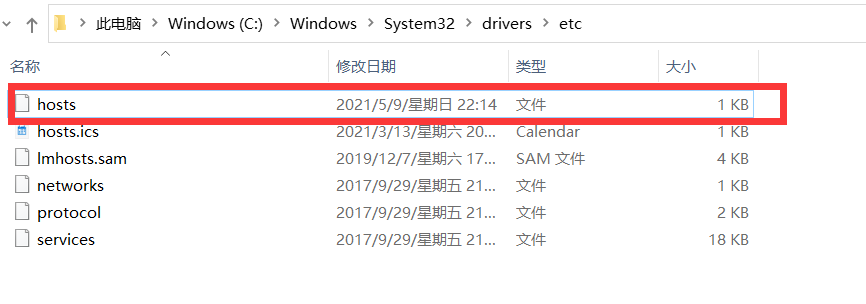 此电脑 > Windows (C:) > Windows > System32 > drivers > etc
名称 修改日期 类型 大小
hosts 2021/5/9/星期日 22:14 文件 1 KB
hosts.ics 2021/3/13/星期六 20... Calendar 1 KB
lmhosts.sam 2019/12/7/星期六 17... SAM 文件 4 KB
networks 2017/9/29/星期五 21... 文件 1 KB
protocol 2017/9/29/星期五 21... 文件 2 KB
services 2017/9/29/星期五 21... 文件 18 KB